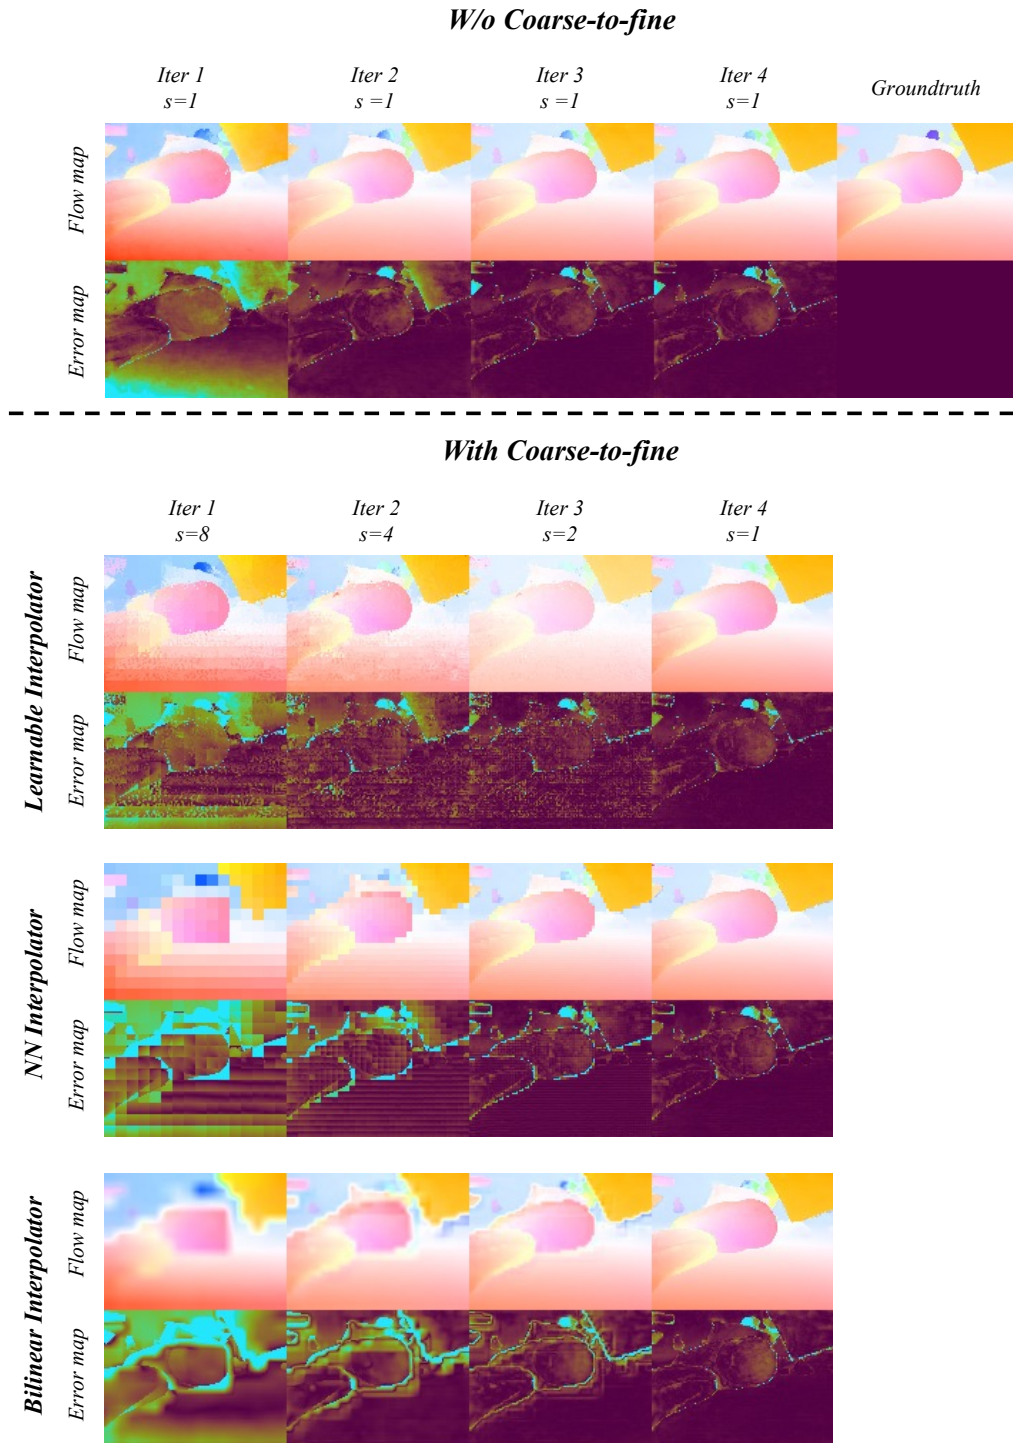 W/o Coarse-to-fine
Iter 1
s=1
Iter 2
s =1
Iter 3
s =1
Iter 4
s=1
Groundtruth
Flow map
Error map
With Coarse-to-fine
Iter 1
s=8
Iter 2
s=4
Iter 3
s=2
Iter 4
s=1
Learnable Interpolator
Flow map
Error map
NN Interpolator
Flow map
Error map
Bilinear Interpolator
Flow map
Error map